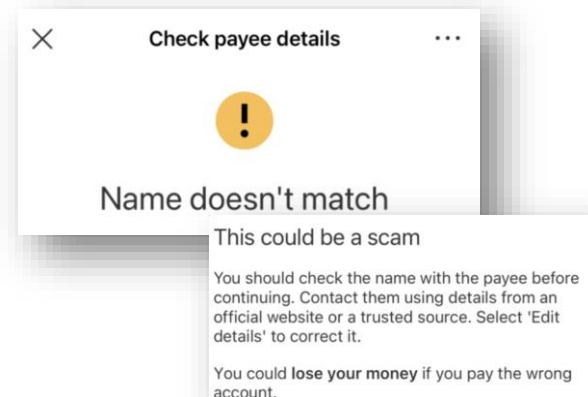 Check payee details
Name doesn't match
This could be a scam
You should check the name with the payee before
continuing. Contact them using details from an
official website or a trusted source. Select 'Edit
details' to correct it.
You could lose your money if you pay the wrong
account.